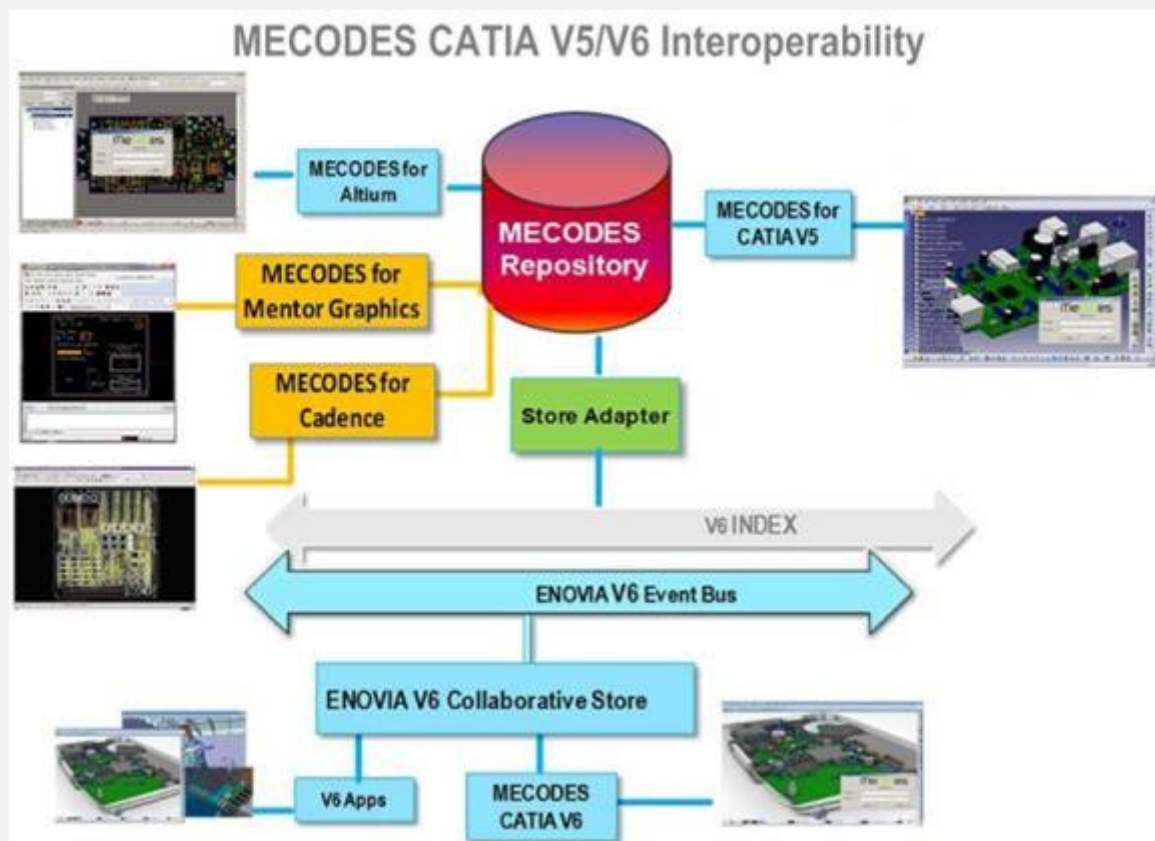 MECODES CATIA V5/V6 Interoperability
MECODES for
Altium
MECODES
Repository
MECODES for
CATIA V5
MECODES for
Mentor Graphics
MECODES for
Cadence
Store Adapter
V6 INDEX
ENOVIA V6 Event Bus
ENOVIA V6 Collaborative Store
V6 Apps
MECODES
CATIA V6